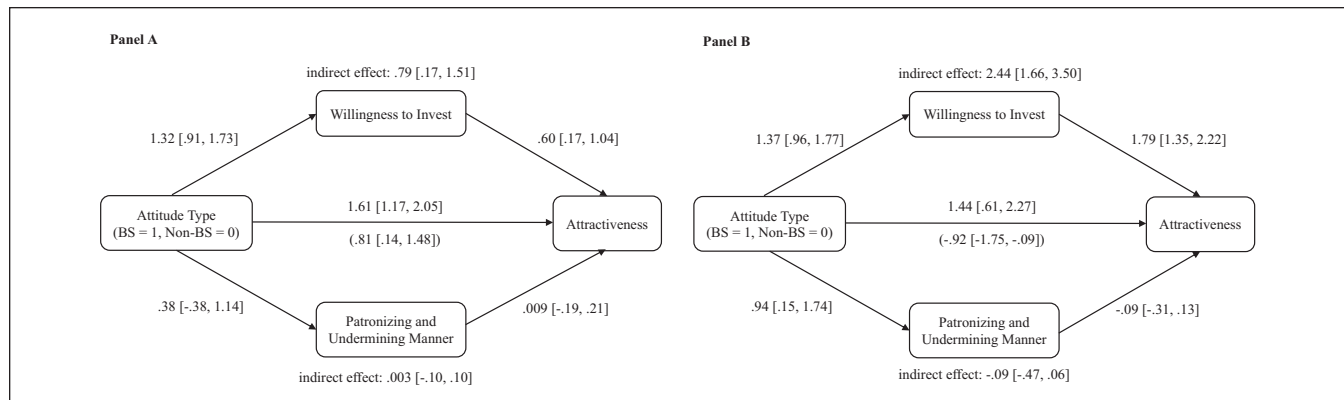 Panel A
indirect effect: .79 [.17, 1.51]
Willingness to Invest
1.32 [.91, 1.73]
.60 [.17, 1.04]
Attitude Type
(BS = 1, Non-BS = 0)
1.61 [1.17, 2.05]
(.81 [.14, 1.48])
Attractiveness
.38 [-.38, 1.14]
.009 [-.19, .21]
Patronizing and
Undermining Manner
indirect effect: .003 [-.10, .10]
Panel B
indirect effect: 2.44 [1.66, 3.50]
Willingness to Invest
1.37 [.96, 1.77]
1.79 [1.35, 2.22]
Attitude Type
(BS = 1, Non-BS = 0)
1.44 [.61, 2.27]
(-.92 [-1.75, -.09])
Attractiveness
.94 [.15, 1.74]
-.09 [-.31, .13]
Patronizing and
Undermining Manner
indirect effect: -.09 [-.47, .06]